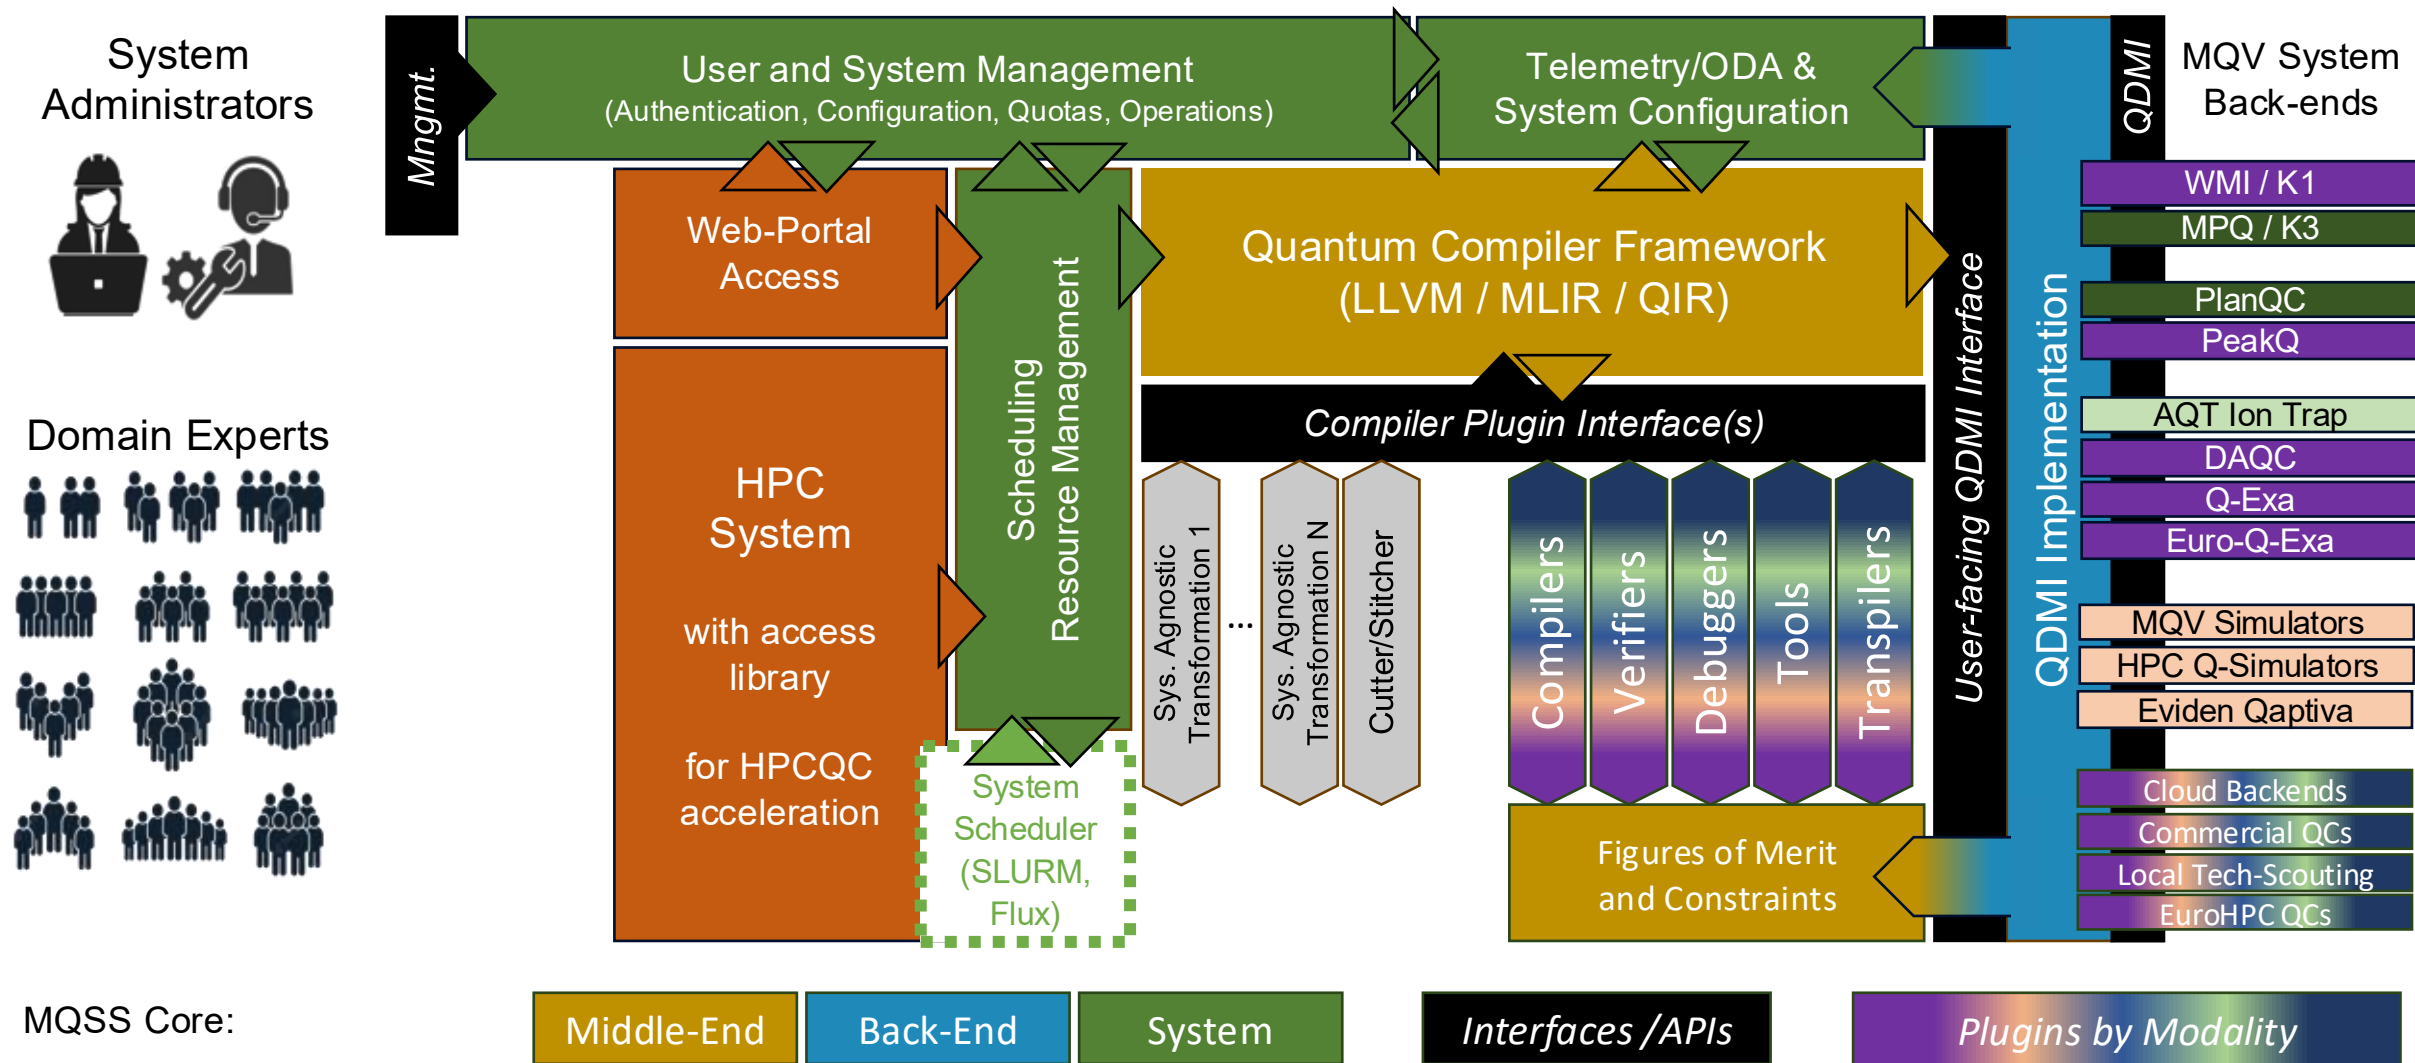 System
Administrators
Domain Experts
Mngmt.
User and System Management
(Authentication, Configuration, Quotas, Operations)
Telemetry/ODA &
System Configuration
Web-Portal
Access
HPC
System
with access
library
for HPCQC
acceleration
Scheduling
Resource Management
System
Scheduler
(SLURM,
Flux)
Quantum Compiler Framework
(LLVM / MLIR / QIR)
Compiler Plugin Interface(s)
Sys. Agnostic
Transformation 1
...
Sys. Agnostic
Transformation N
Cutter/Stitcher
Compilers
Verifiers
Debuggers
Tools
Transpilers
Figures of Merit
and Constraints
User-facing QDMI Interface
QDMI Implementation
QDMI
MQV System
Back-ends
WMI / K1
MPQ / K3
PlanQC
PeakQ
AQT Ion Trap
DAQC
Q-Exa
Euro-Q-Exa
MQV Simulators
HPC Q-Simulators
Eviden Qaptiva
Cloud Backends
Commercial QCs
Local Tech-Scouting
EuroHPC QCs
MQSS Core:
Middle-End
Back-End
System
Interfaces /APIs
Plugins by Modality